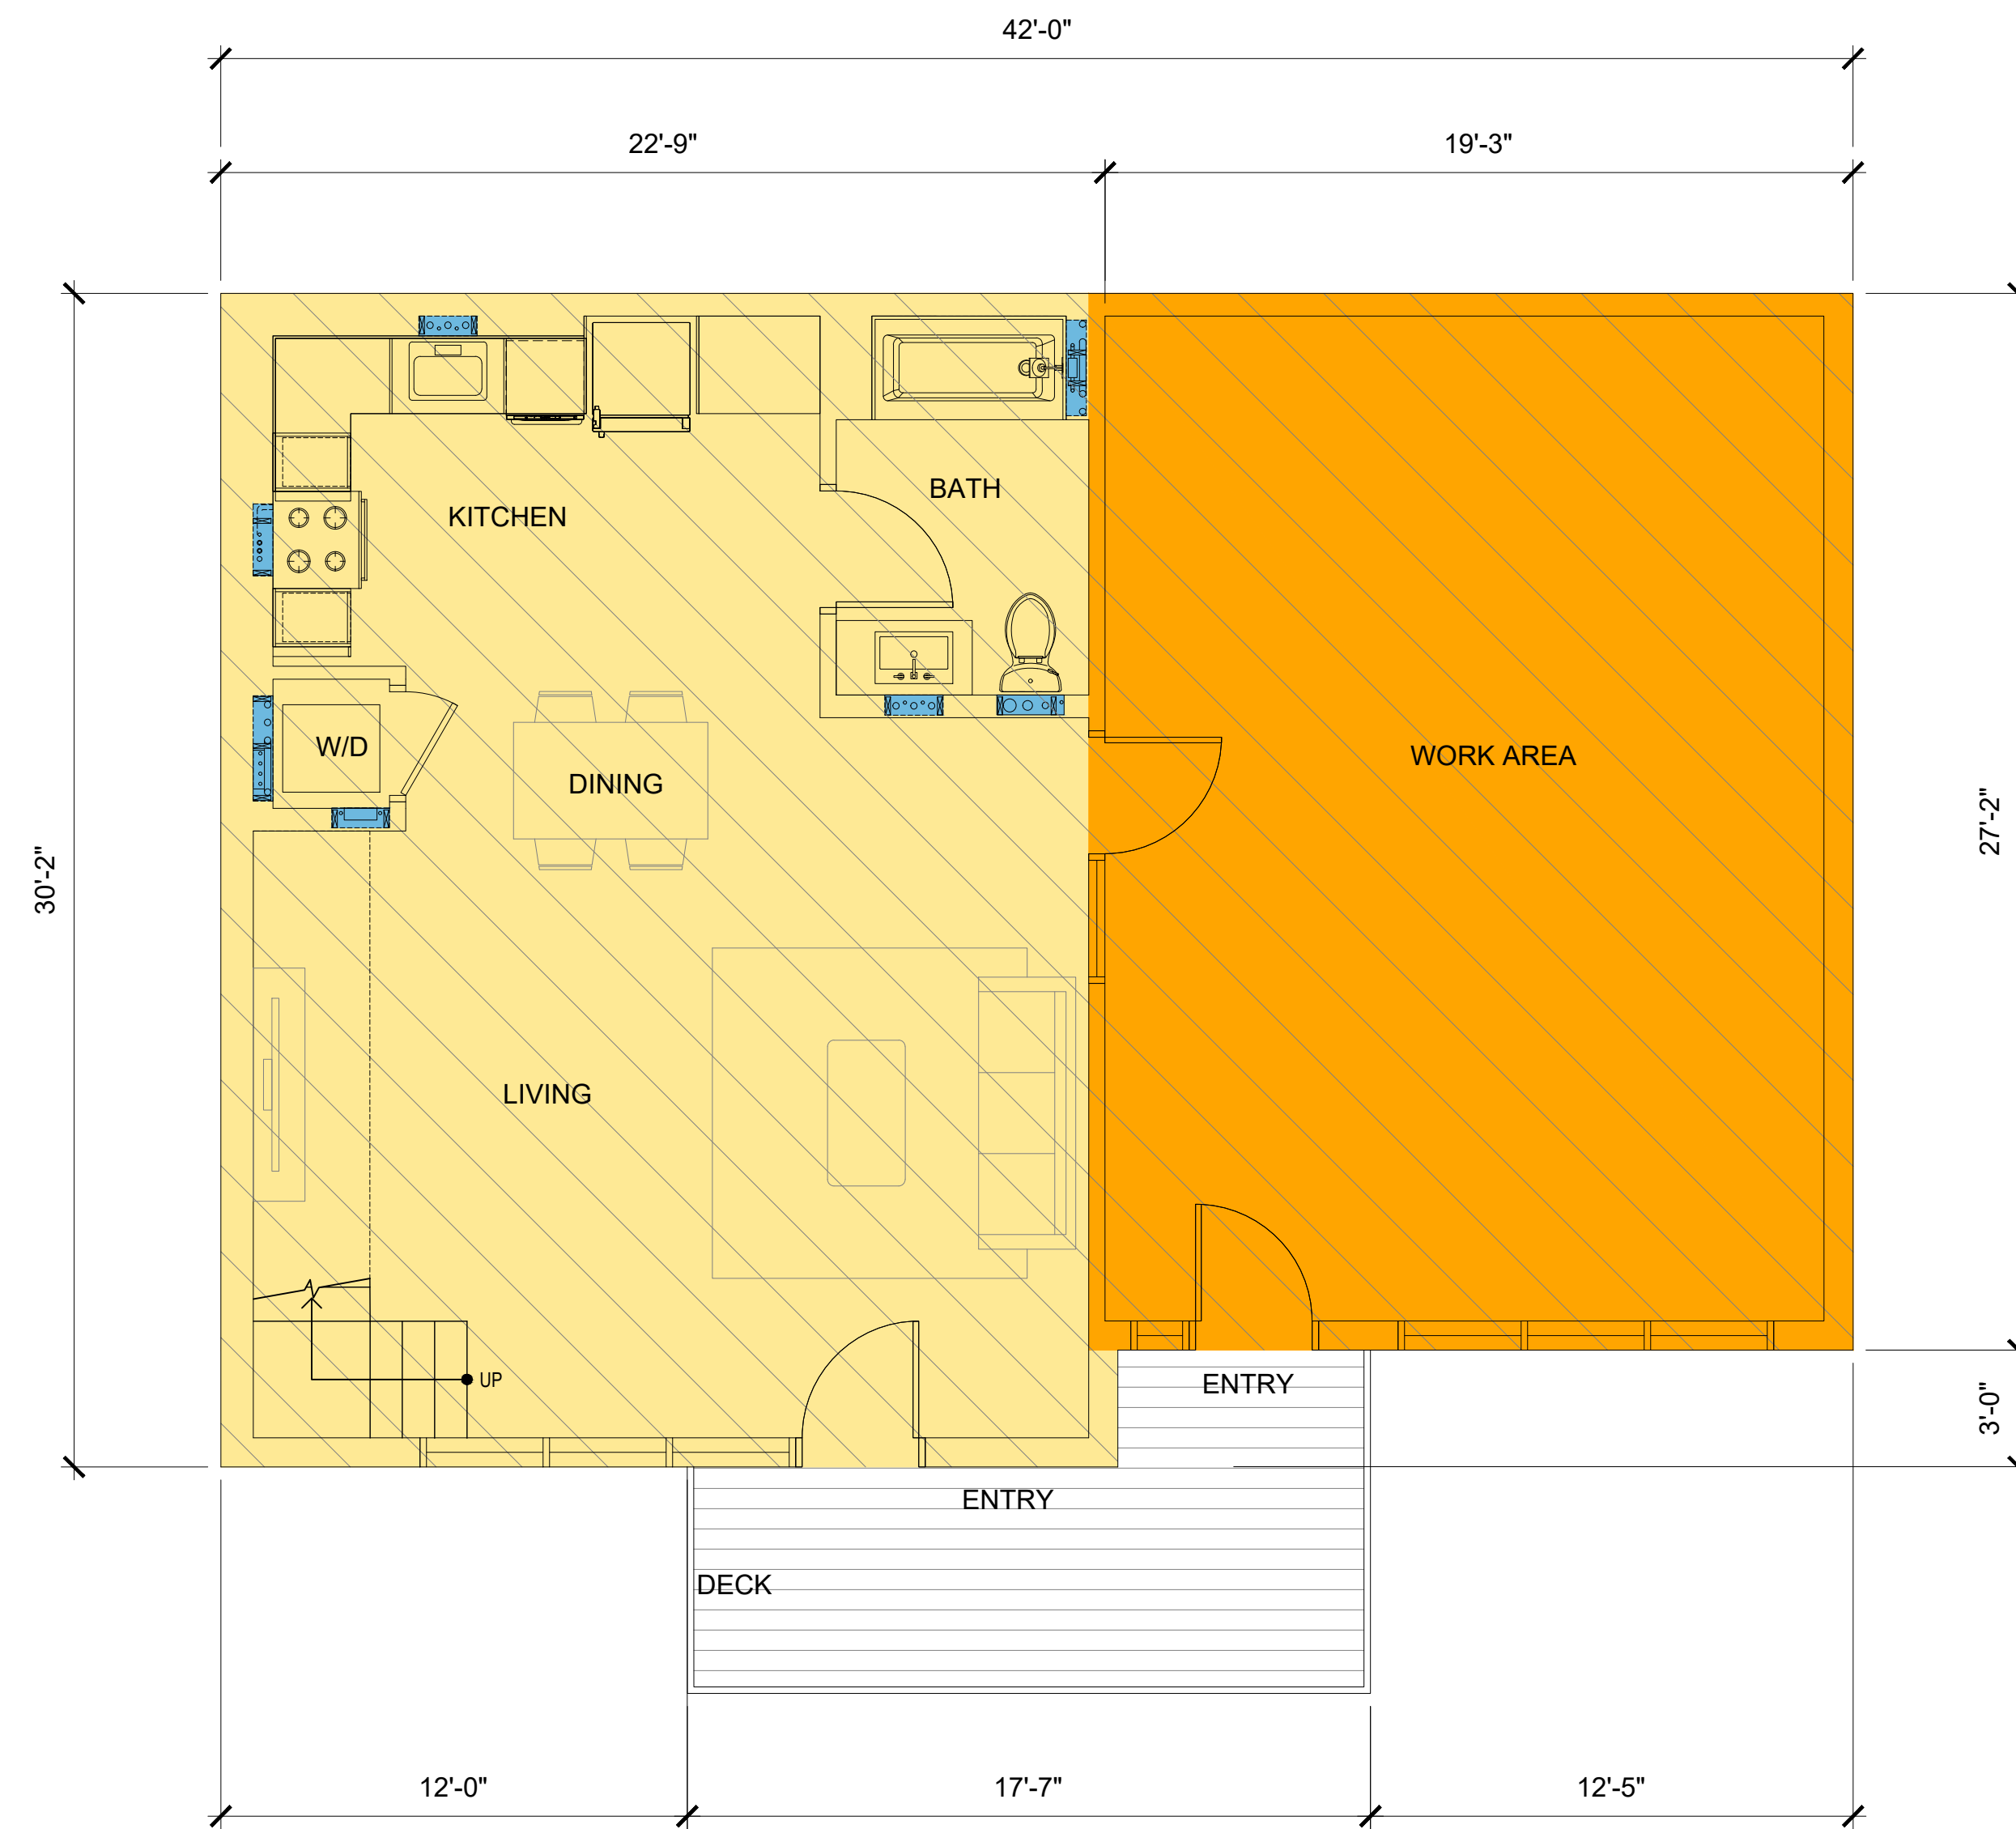 42'-0"
22'-9"
19'-3"
BATH
KITCHEN
W/D
WORK AREA
DINING
30'-2"
27'-2"
LIVING
UP
ENTRY
3'-0"
ENTRY
DECK
12'-0"
17'-7"
12'-5"